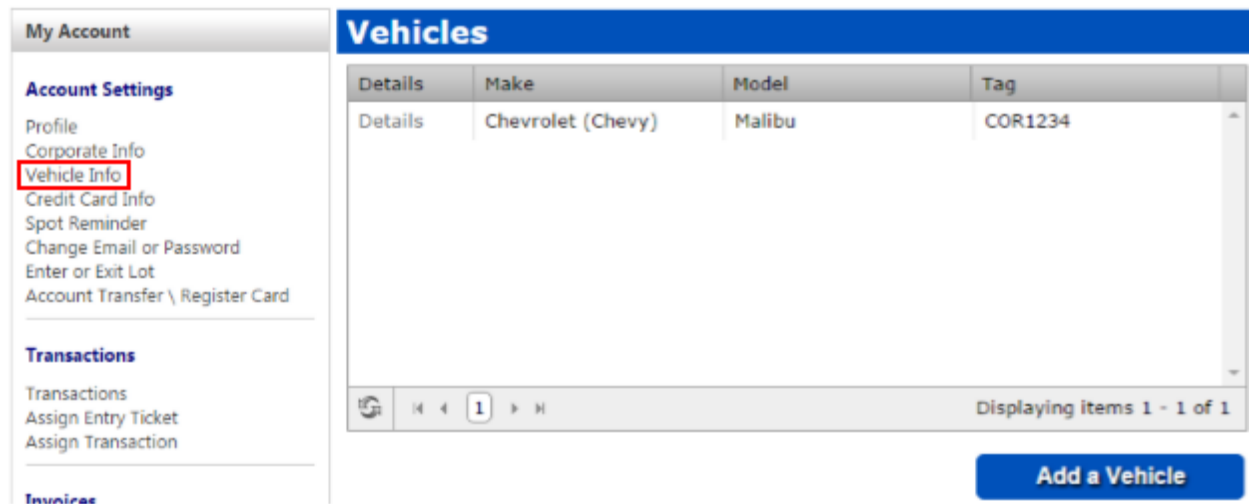 My Account
Account Settings
Profile
Corporate Info
Vehicle Info
Credit Card Info
Spot Reminder
Change Email or Password
Enter or Exit Lot
Account Transfer \ Register Card
Transactions
Transactions
Assign Entry Ticket
Assign Transaction
Invoices
Vehicles
Details Make Model Tag
Details Chevrolet (Chevy) Malibu COR1234
1 Displaying items 1 - 1 of 1
Add a Vehicle